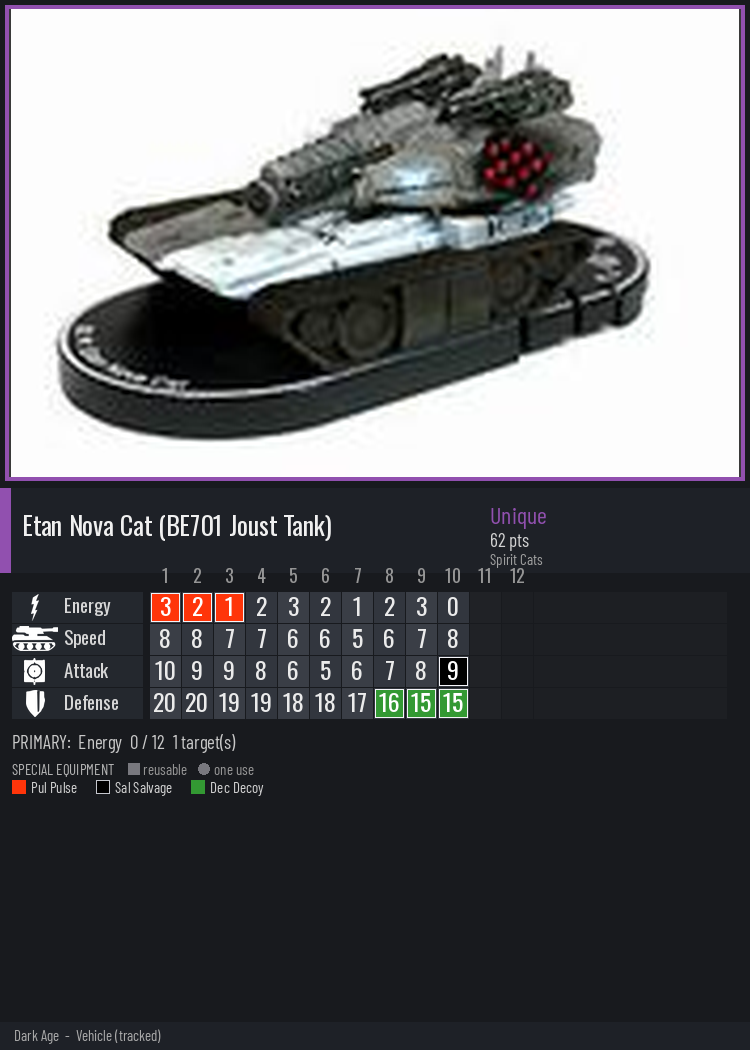 Etan Nova Cat (BE701 Joust Tank)
Unique
62 pts
Spirit Cats
1 2 3 4 5 6 7 8 9 10 11 12
Energy 3 2 1 2 3 2 1 2 3 0
Speed 8 8 7 7 6 6 5 6 7 8
Attack 10 9 9 8 6 5 6 7 8 9
Defense 20 20 19 19 18 18 17 16 15 15
PRIMARY: Energy 0 / 12 1 target(s)
SPECIAL EQUIPMENT reusable one use
Pul Pulse Sal Salvage Dec Decoy
Dark Age - Vehicle (tracked)